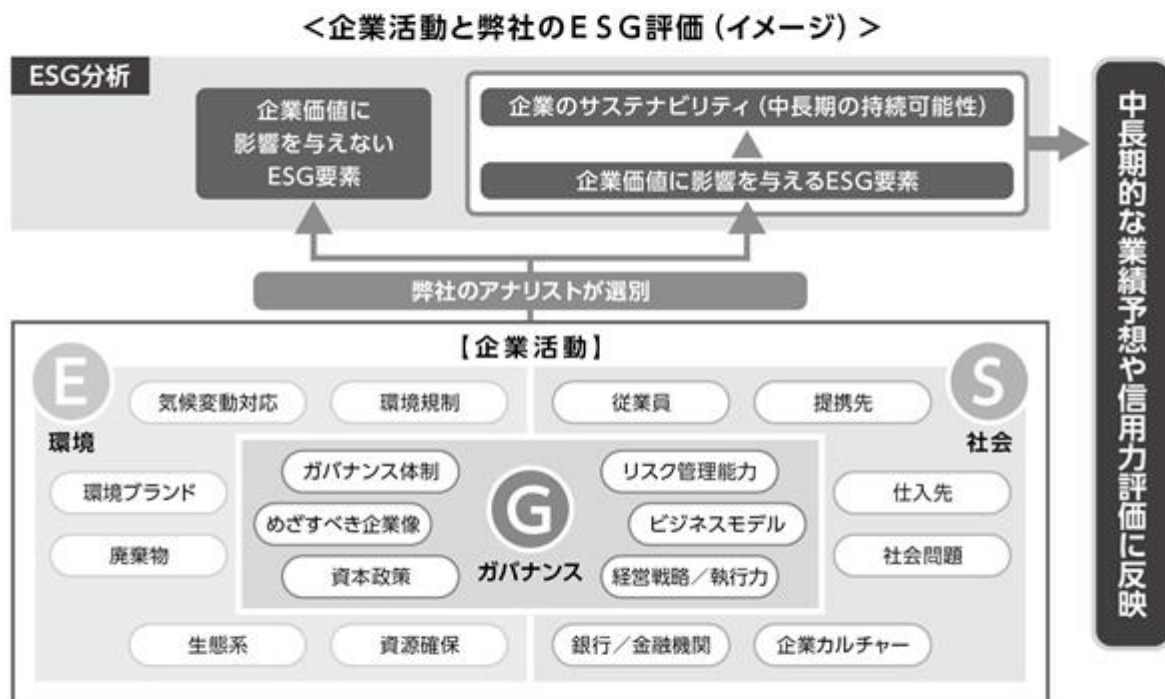 ＜企業活動と弊社のＥＳＧ評価（イメージ）＞
ESG分析
企業価値に
影響を与えない
ESG要素
企業のサステナビリティ（中長期の持続可能性）
企業価値に影響を与えるESG要素
中長期的な業績予想や信用力評価に反映
弊社のアナリストが選別
【企業活動】
E
環境
S
社会
気候変動対応
環境規制
従業員
提携先
環境ブランド
廃棄物
ガバナンス体制
めざすべき企業像
資本政策
G
ガバナンス
リスク管理能力
ビジネスモデル
経営戦略／執行力
仕入先
社会問題
生態系
資源確保
銀行／金融機関
企業カルチャー